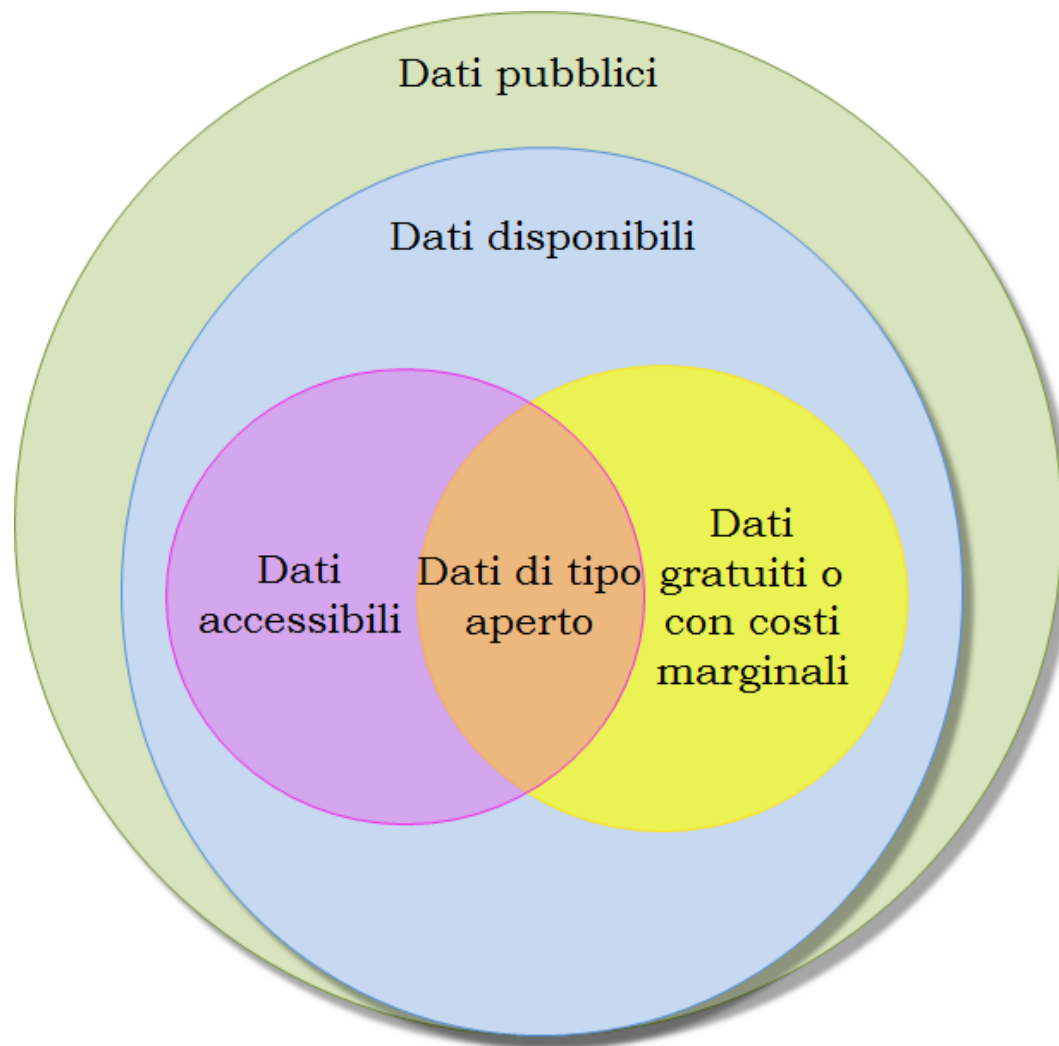 Dati pubblici
Dati disponibili
Dati
accessibili
Dati di tipo
aperto
Dati
gratuiti o
con costi
marginali